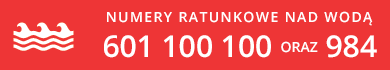 NUMERY RATUNKOWE NAD WODĄ
601 100 100 ORAZ 984